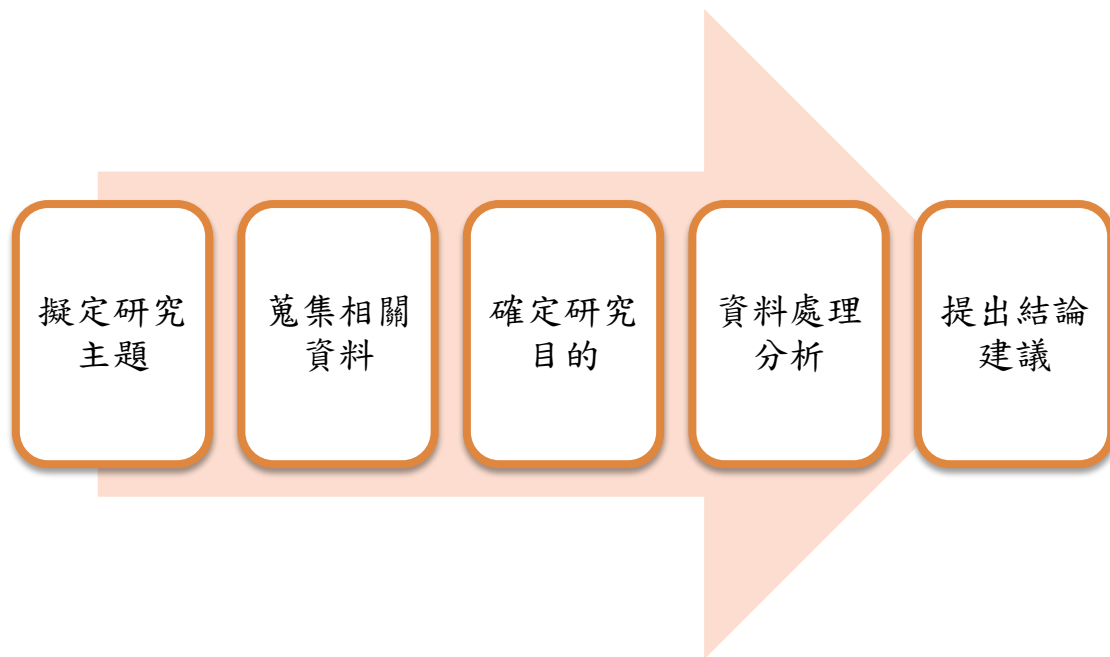 擬定研究
主題
蒐集相關
資料
確定研究
目的
資料處理
分析
提出結論
建議